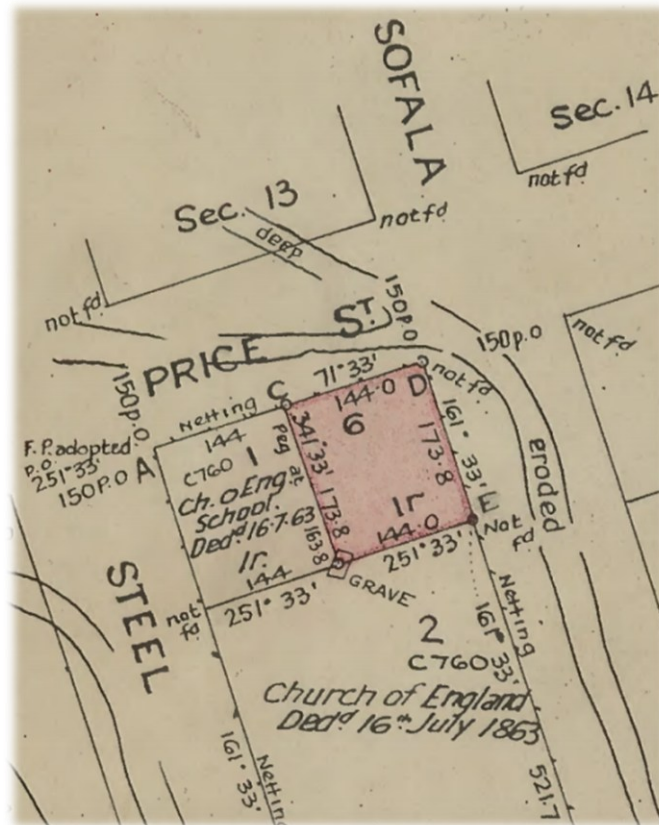 SOFALA
Sec. 14
not fd.
Sec. 13
not fd.
deep
not fd.
150 p.o
ST
PRICE
150 p.o
not fd.
150 p.o.
71°33'
D
not fd.
C
144.0
Netting
6
F.P. adopted
p.o.
251°33'
150 p.o
A
144
1
C760
Ch. o Eng.
School.
Ded^d 16.7.63
1r.
144
251° 33'
341°33'
Peg at
173.8
163.8
161° 33'
173.8
1r
144.0
251°33'
E
Not
fd.
eroded
GRAVE
STEEL
not
fd.
2
C760
Church of England
Ded^d 16th July 1863
Netting
161° 33'
161° 33'
Netting
521.7